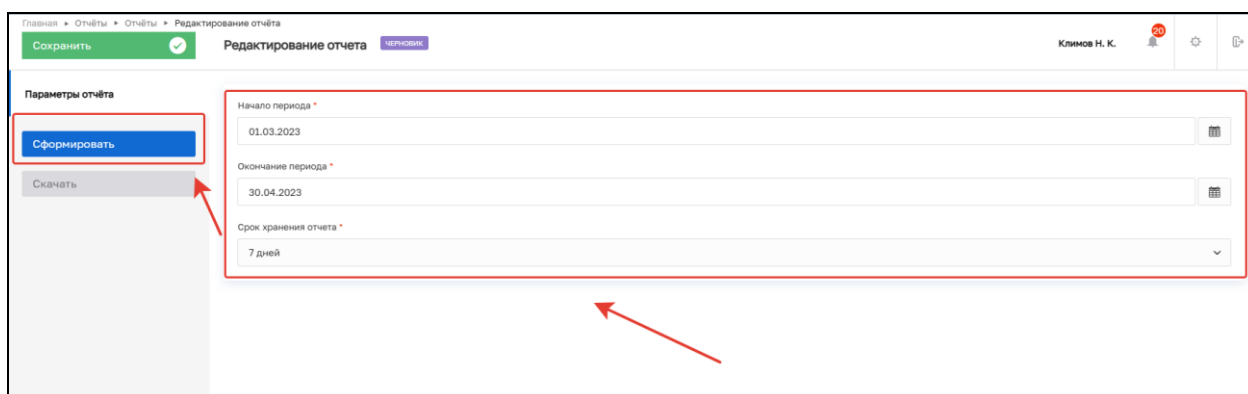 Главная ▸ Отчёты ▸ Отчёты ▸ Редактирование отчёта
Сохранить
Редактирование отчета ЧЕРНОВИК
Климов Н. К.
20
Параметры отчёта
Сформировать
Скачать
Начало периода *
01.03.2023
Окончание периода *
30.04.2023
Срок хранения отчета *
7 дней